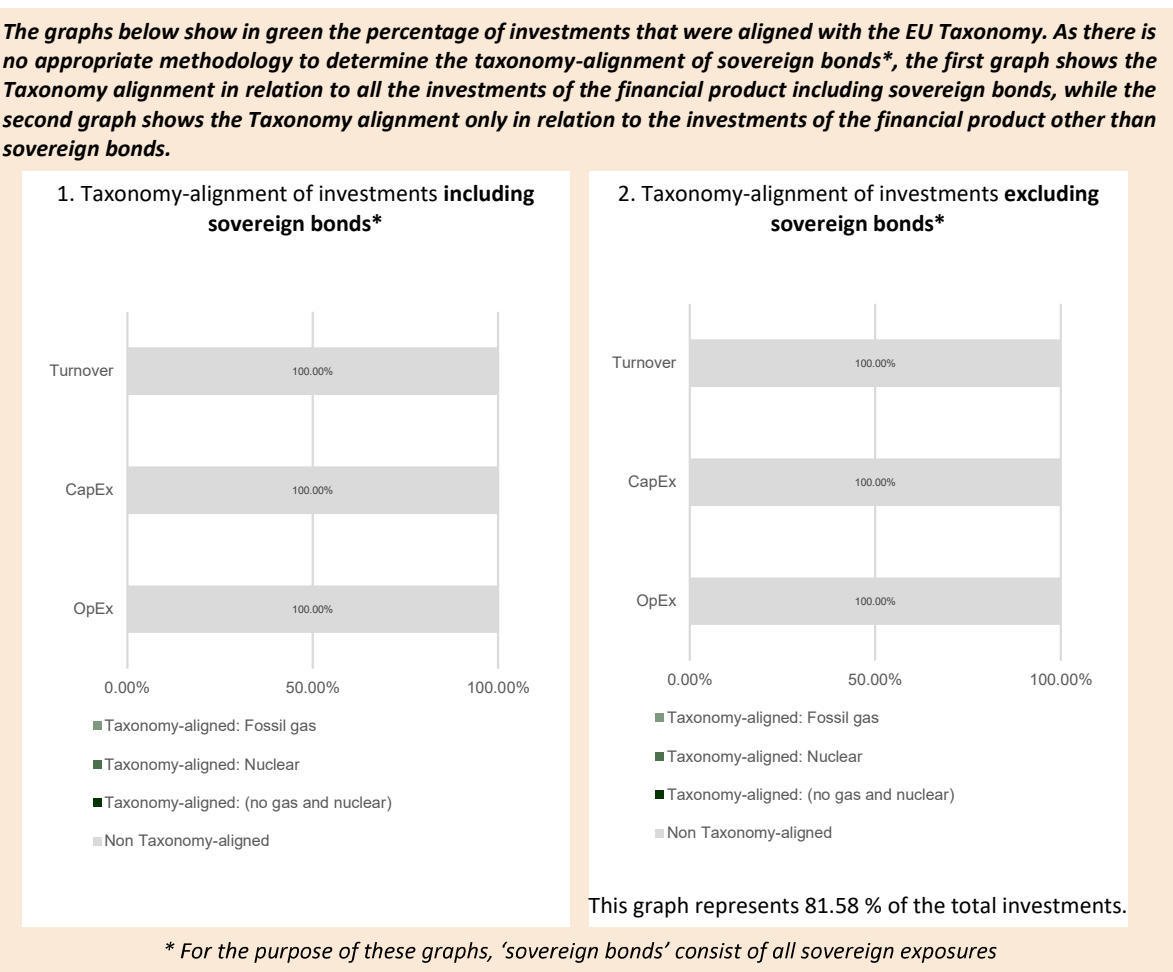 The graphs below show in green the percentage of investments that were aligned with the EU Taxonomy. As there is
no appropriate methodology to determine the taxonomy-alignment of sovereign bonds*, the first graph shows the
Taxonomy alignment in relation to all the investments of the financial product including sovereign bonds, while the
second graph shows the Taxonomy alignment only in relation to the investments of the financial product other than
sovereign bonds.
1. Taxonomy-alignment of investments including
sovereign bonds*
Turnover
100.00%
CapEx
100.00%
OpEx
100.00%
0.00% 50.00% 100.00%
Taxonomy-aligned: Fossil gas
Taxonomy-aligned: Nuclear
Taxonomy-aligned: (no gas and nuclear)
Non Taxonomy-aligned
2. Taxonomy-alignment of investments excluding
sovereign bonds*
Turnover
100.00%
CapEx
100.00%
OpEx
100.00%
0.00% 50.00% 100.00%
Taxonomy-aligned: Fossil gas
Taxonomy-aligned: Nuclear
Taxonomy-aligned: (no gas and nuclear)
Non Taxonomy-aligned
This graph represents 81.58 % of the total investments.
* For the purpose of these graphs, ‘sovereign bonds’ consist of all sovereign exposures